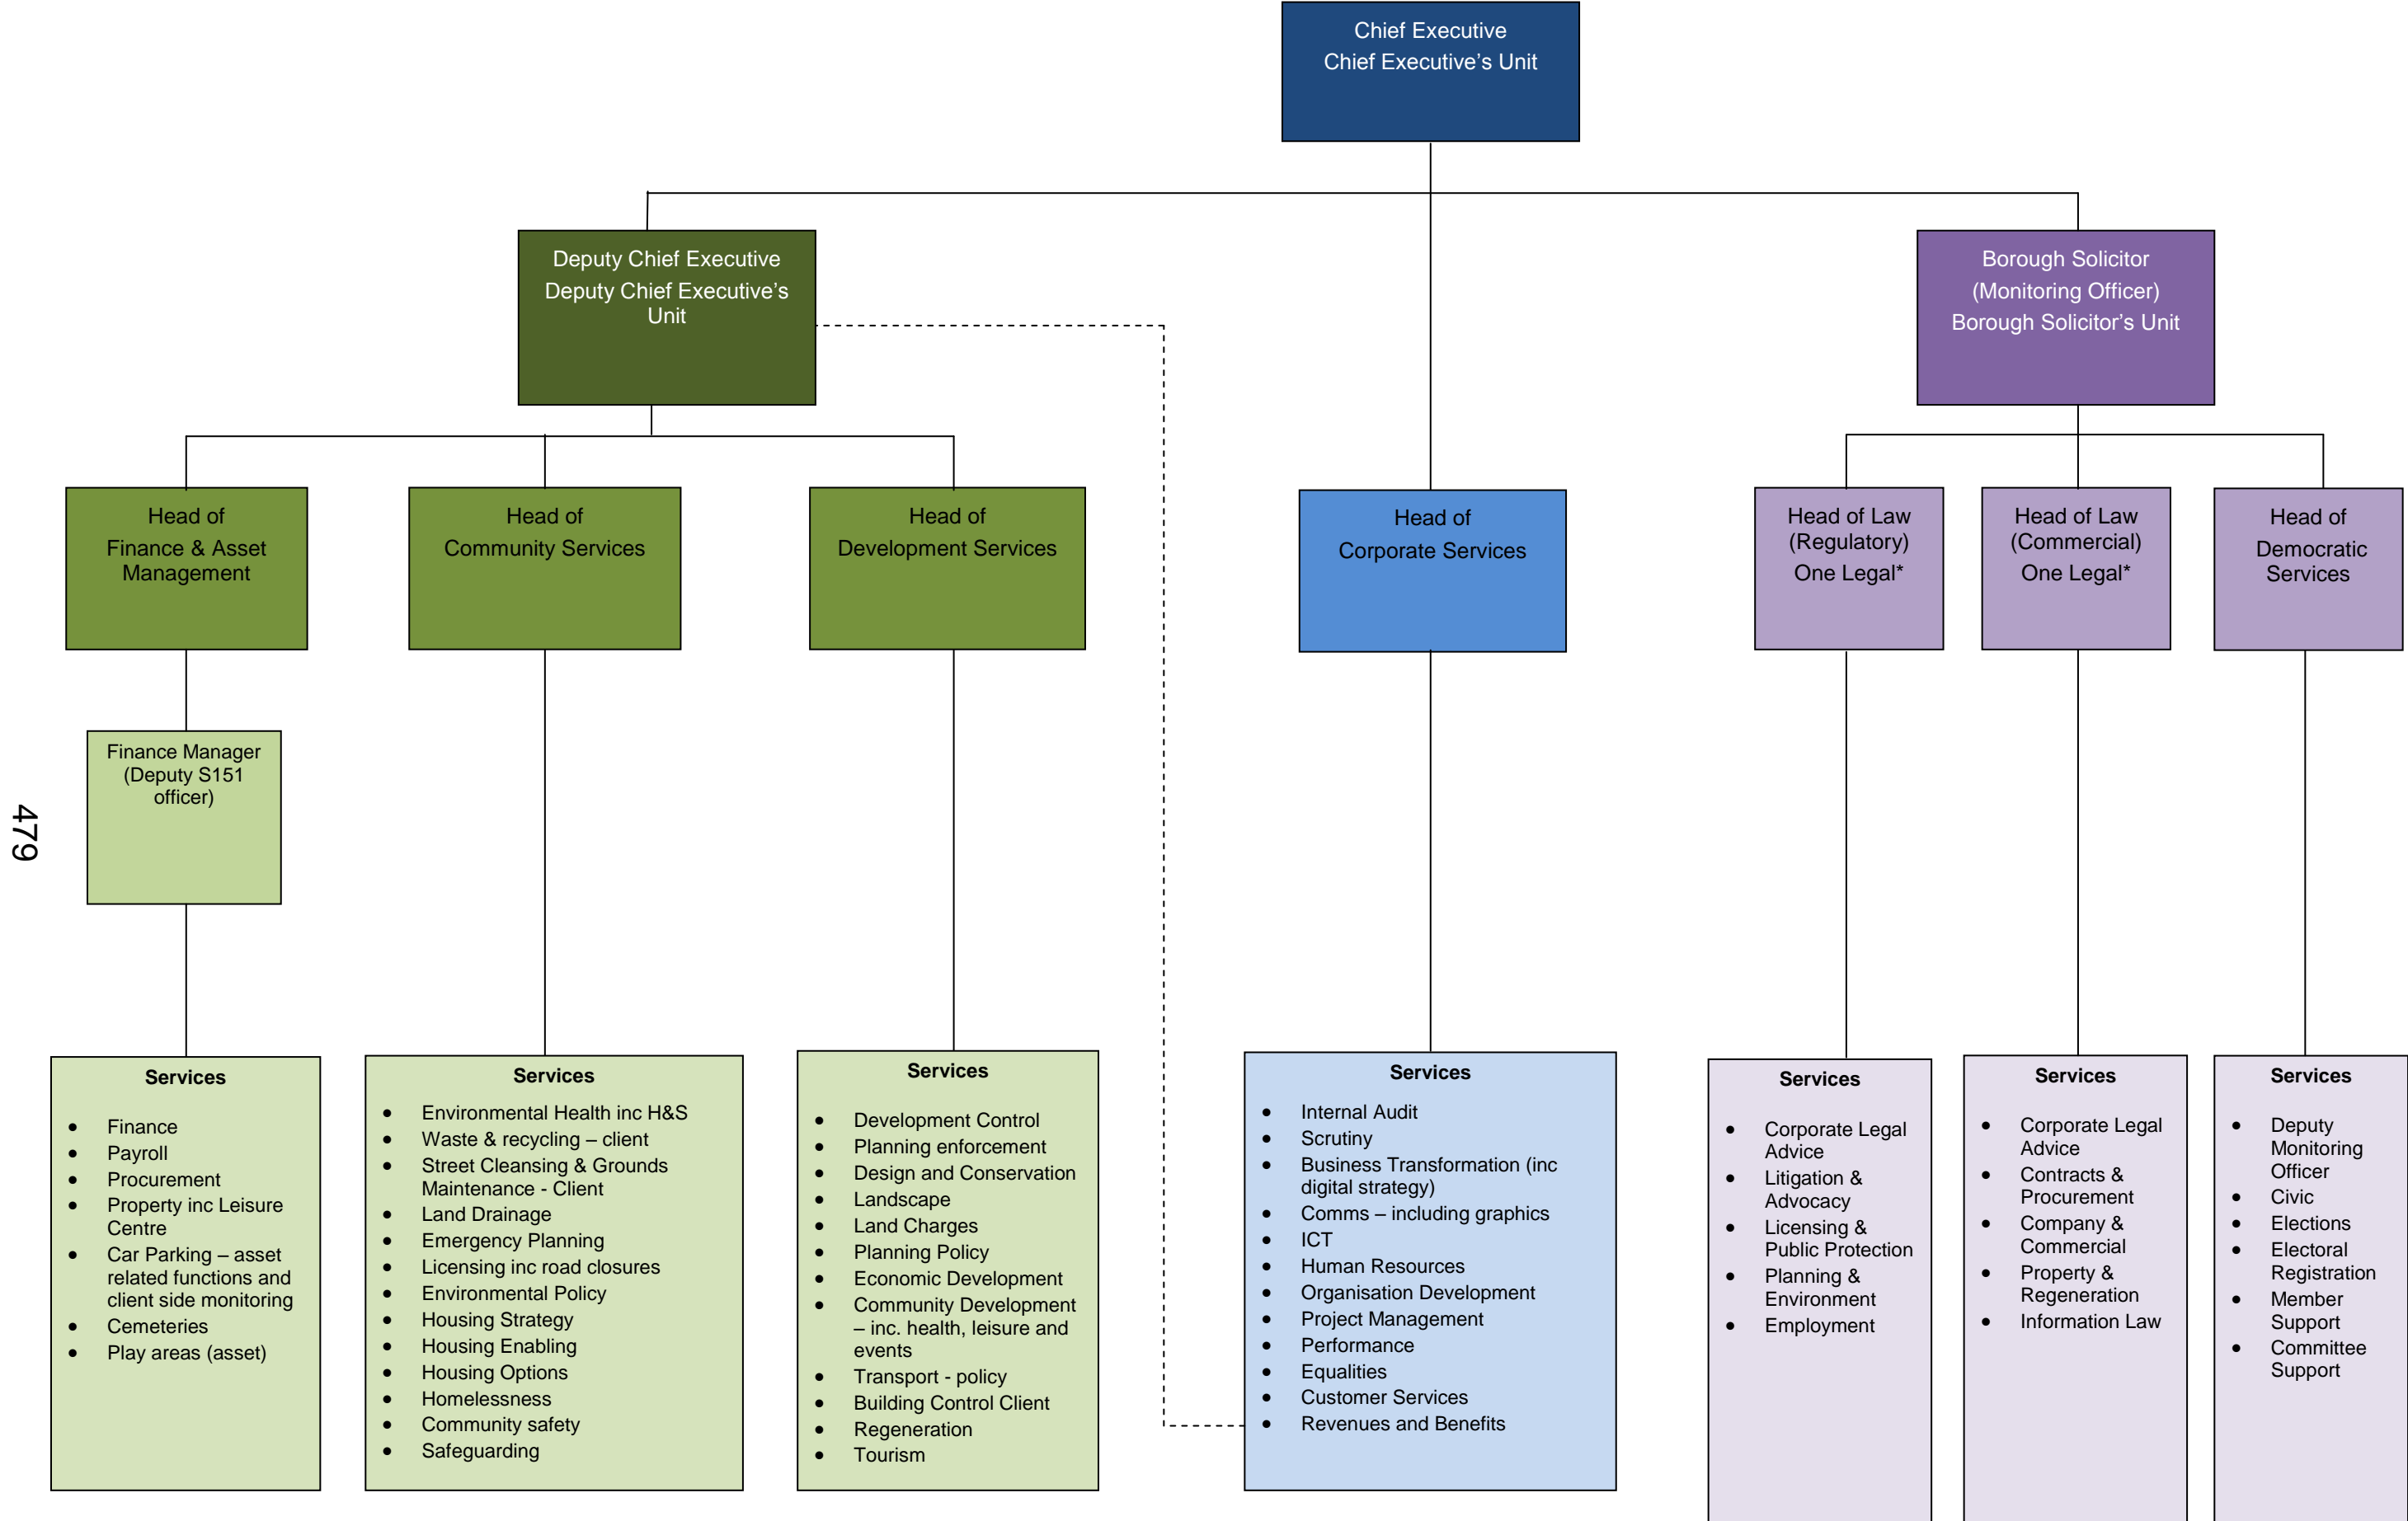 Chief Executive
Chief Executive’s Unit
Deputy Chief Executive
Deputy Chief Executive’s
Unit
Borough Solicitor
(Monitoring Officer)
Borough Solicitor’s Unit
Head of
Finance & Asset
Management
Head of
Community Services
Head of
Development Services
Head of
Corporate Services
Head of Law
(Regulatory)
One Legal*
Head of Law
(Commercial)
One Legal*
Head of
Democratic
Services
Finance Manager
(Deputy S151
officer)
479
Services
• Finance
• Payroll
• Procurement
• Property inc Leisure
Centre
• Car Parking – asset
related functions and
client side monitoring
• Cemeteries
• Play areas (asset)
Services
• Environmental Health inc H&S
• Waste & recycling – client
• Street Cleansing & Grounds
Maintenance - Client
• Land Drainage
• Emergency Planning
• Licensing inc road closures
• Environmental Policy
• Housing Strategy
• Housing Enabling
• Housing Options
• Homelessness
• Community safety
• Safeguarding
Services
• Development Control
• Planning enforcement
• Design and Conservation
• Landscape
• Land Charges
• Planning Policy
• Economic Development
• Community Development
– inc. health, leisure and
events
• Transport - policy
• Building Control Client
• Regeneration
• Tourism
Services
• Internal Audit
• Scrutiny
• Business Transformation (inc
digital strategy)
• Comms – including graphics
• ICT
• Human Resources
• Organisation Development
• Project Management
• Performance
• Equalities
• Customer Services
• Revenues and Benefits
Services
• Corporate Legal
Advice
• Litigation &
Advocacy
• Licensing &
Public Protection
• Planning &
Environment
• Employment
Services
• Corporate Legal
Advice
• Contracts &
Procurement
• Company &
Commercial
• Property &
Regeneration
• Information Law
Services
• Deputy
Monitoring
Officer
• Civic
• Elections
• Electoral
Registration
• Member
Support
• Committee
Support